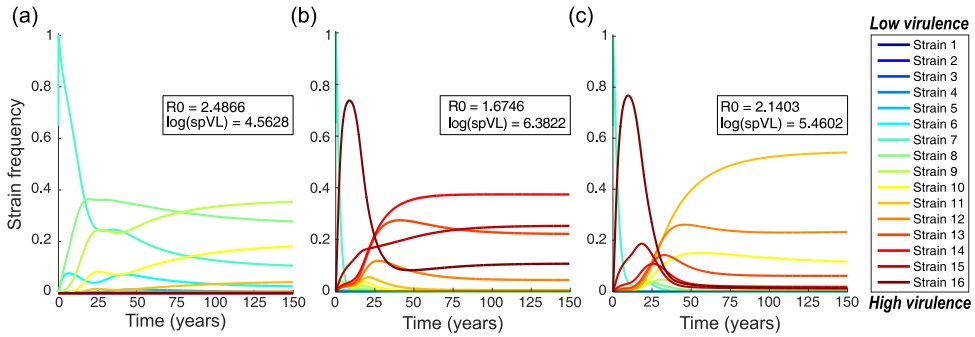 (a)
(b)
(c)
Strain frequency
1
0.8
0.6
0.4
0.2
0
0 25 50 75 100 125 150
Time (years)
R0 = 2.4866
log(spVL) = 4.5628
1
0.8
0.6
0.4
0.2
0
0 25 50 75 100 125 150
Time (years)
R0 = 1.6746
log(spVL) = 6.3822
1
0.8
0.6
0.4
0.2
0
0 25 50 75 100 125 150
Time (years)
R0 = 2.1403
log(spVL) = 5.4602
Low virulence
Strain 1
Strain 2
Strain 3
Strain 4
Strain 5
Strain 6
Strain 7
Strain 8
Strain 9
Strain 10
Strain 11
Strain 12
Strain 13
Strain 14
Strain 15
Strain 16
High virulence